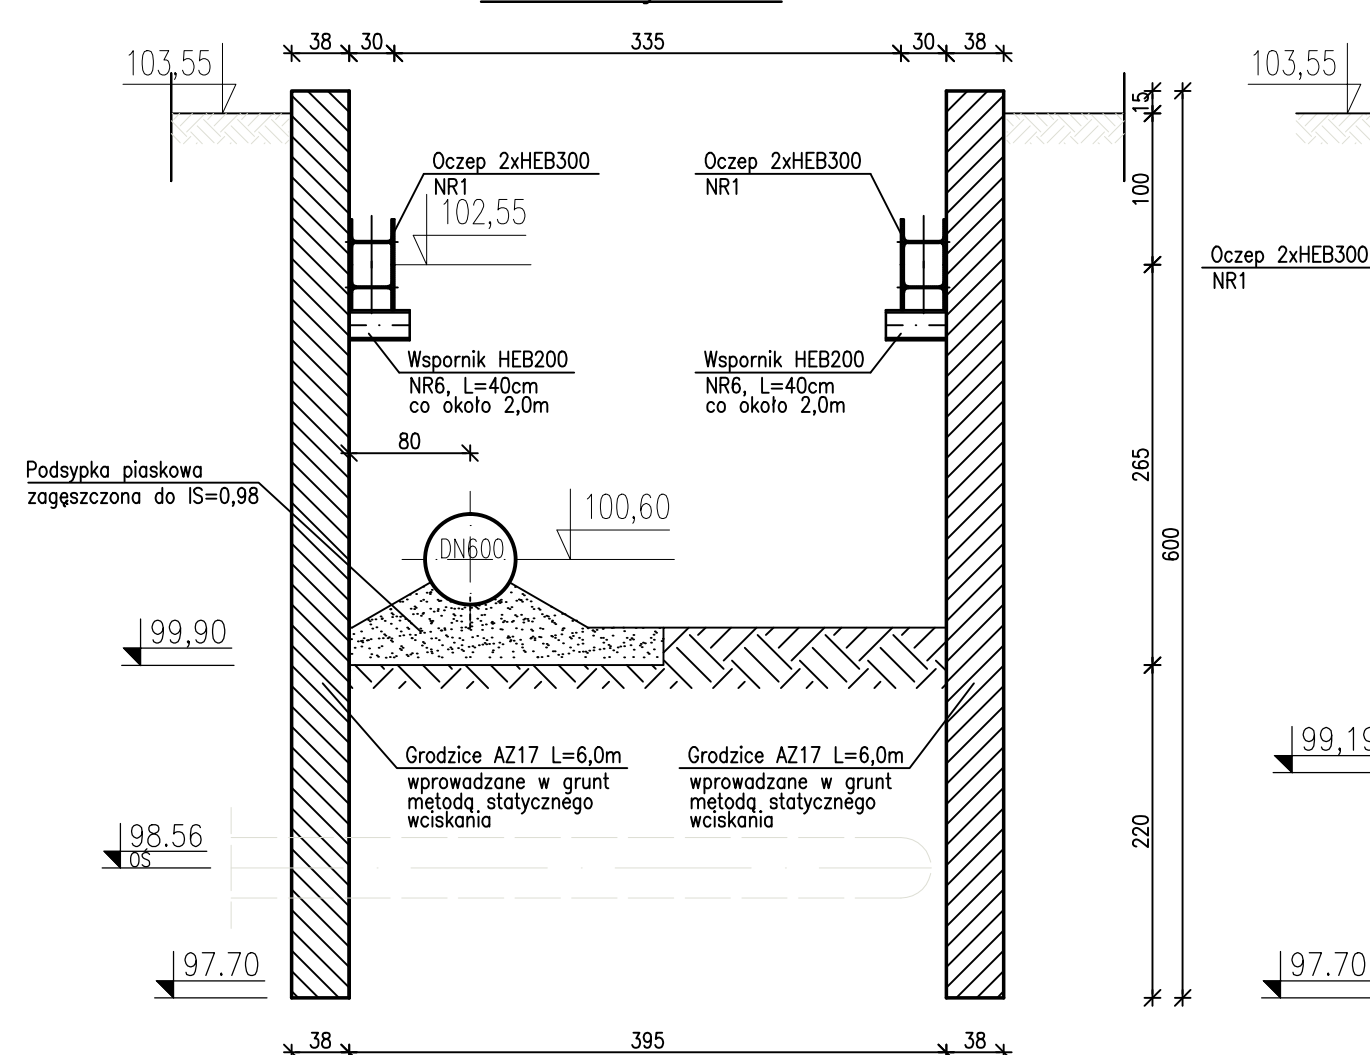 38 30 335 30 38
103,55
103,55
15
Oczep 2xHEB300
NR1
Oczep 2xHEB300
NR1
100
102,55
Oczep 2xHEB300
NR1
Wspornik HEB200
NR6, L=40cm
co około 2,0m
Wspornik HEB200
NR6, L=40cm
co około 2,0m
80
265
Podsypka piaskowa
zagęszczona do IS=0,98
100,60
DN600
600
99,90
Grodzice AZ17 L=6,0m
wprowadzane w grunt
metodą statycznego
wciskania
Grodzice AZ17 L=6,0m
wprowadzane w grunt
metodą statycznego
wciskania
99,19
220
98.56
OŚ
97.70
97.70
38 395 38